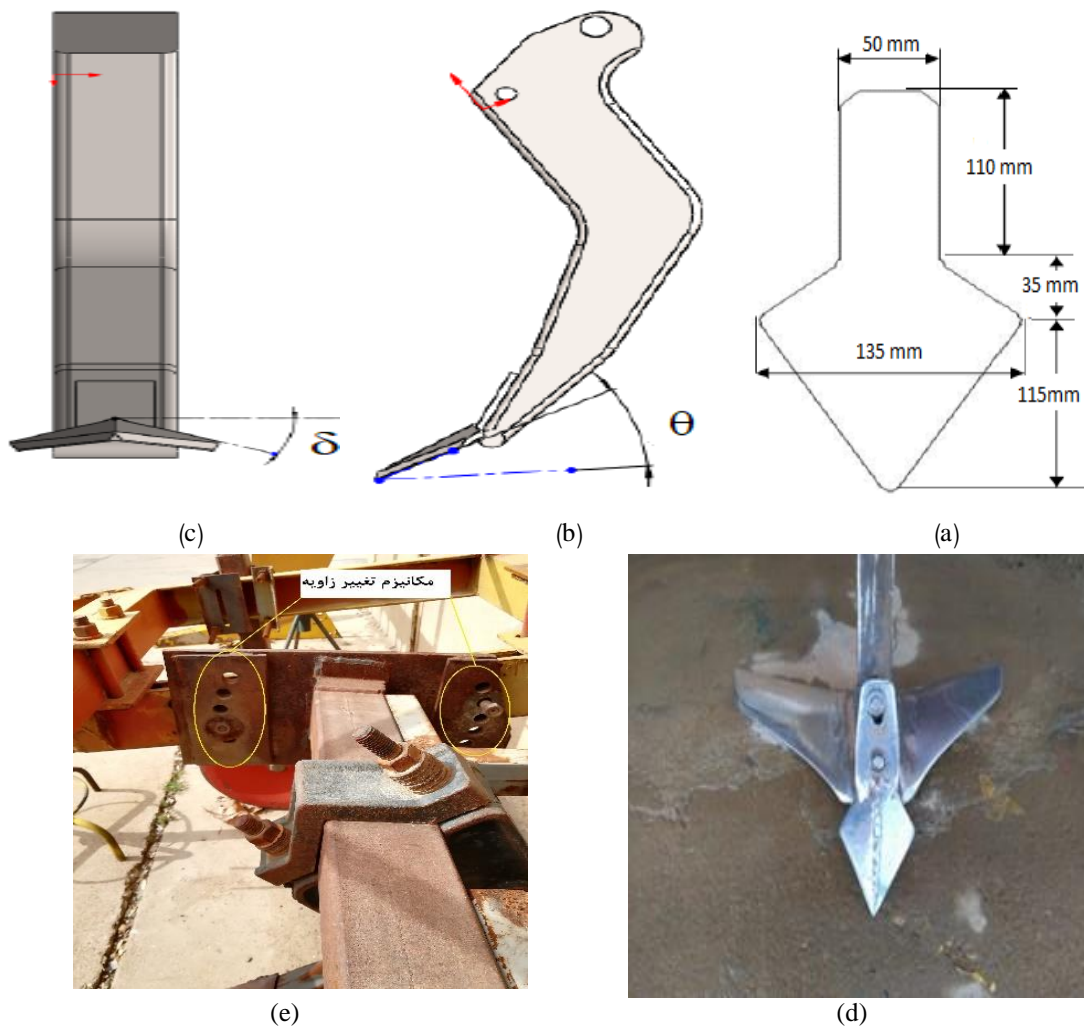 50 mm
110 mm
35 mm
135 mm
115mm
θ
δ
(c)
(b)
(a)
مکانیزم تغییر زاویه
(e)
(d)